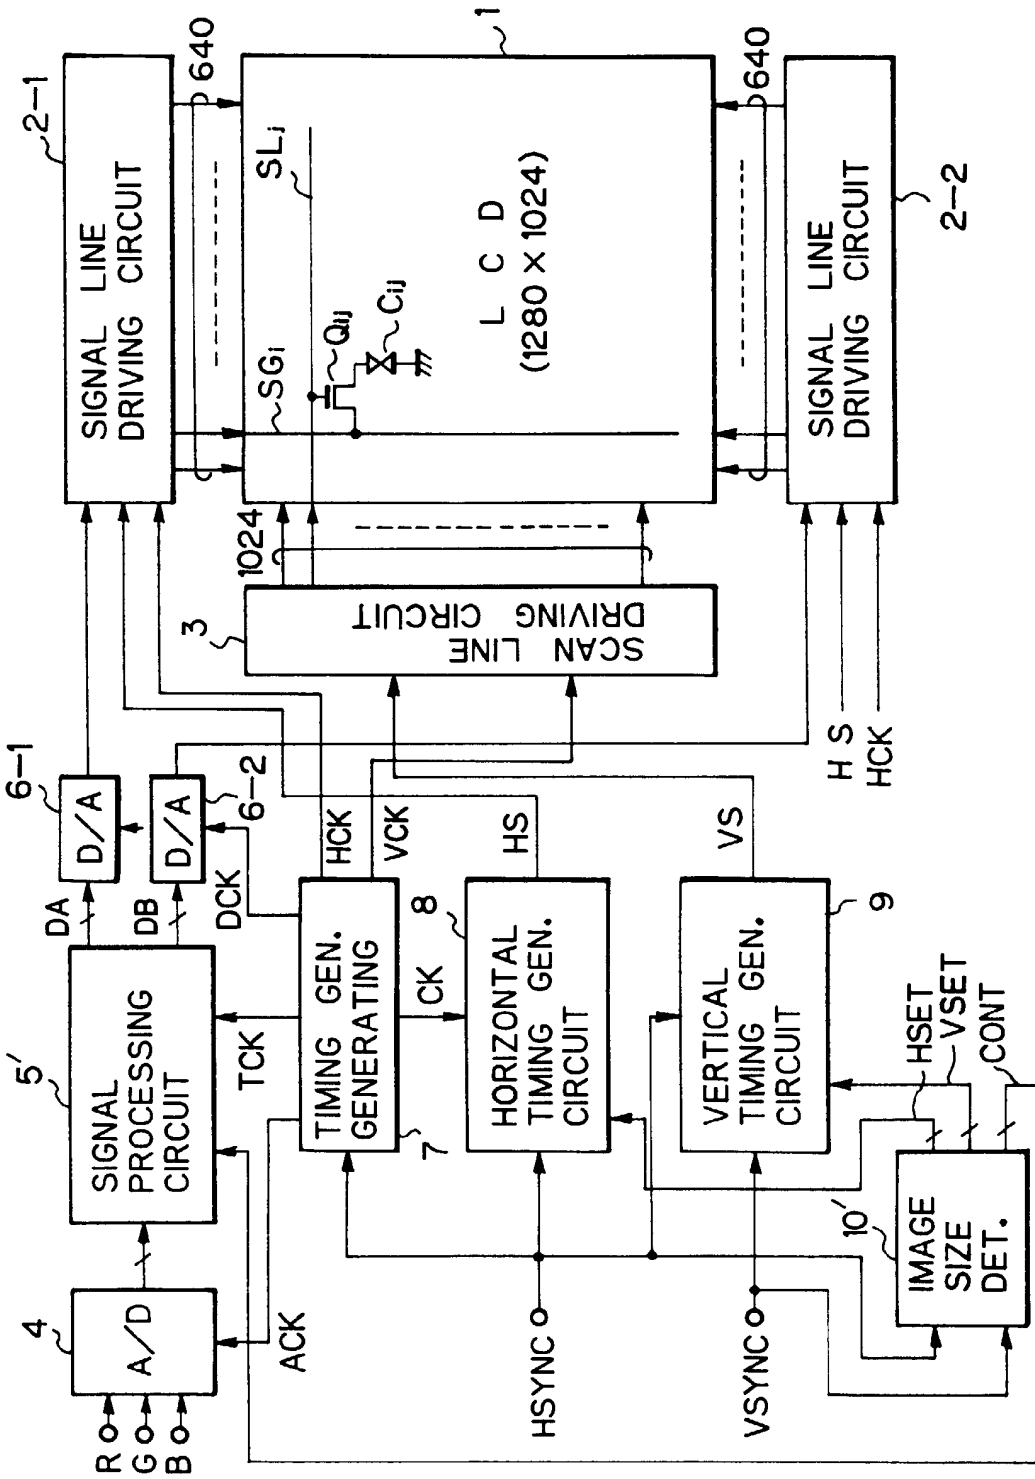 R
G
B
4
A/D
ACK
5'
SIGNAL
PROCESSING
CIRCUIT
TCK
DA
DB
DCK
6-1
D/A
D/A
6-2
2-1
SIGNAL LINE
DRIVING CIRCUIT
640
TIMING GEN.
GENERATING
7
HCK
VCK
CK
3
SCAN LINE
DRIVING CIRCUIT
1024
SGi
SLj
Qij
Cij
L C D
(1280 × 1024)
1
HSYNC
8
HORIZONTAL
TIMING GEN.
CIRCUIT
HS
VSYNC
VERTICAL
TIMING GEN.
CIRCUIT
9
VS
HS
HCK
640
SIGNAL LINE
DRIVING CIRCUIT
2-2
10'
IMAGE
SIZE
DET.
HSET
VSET
CONT